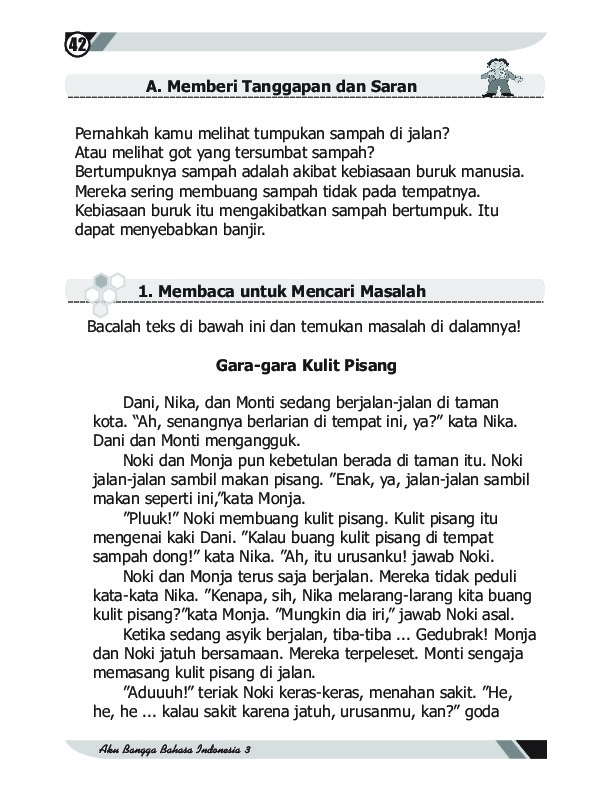 42
A. Memberi Tanggapan dan Saran
Pernahkah kamu melihat tumpukan sampah di jalan?
Atau melihat got yang tersumbat sampah?
Bertumpuknya sampah adalah akibat kebiasaan buruk manusia.
Mereka sering membuang sampah tidak pada tempatnya.
Kebiasaan buruk itu mengakibatkan sampah bertumpuk. Itu
dapat menyebabkan banjir.
1. Membaca untuk Mencari Masalah
Bacalah teks di bawah ini dan temukan masalah di dalamnya!
Gara-gara Kulit Pisang
Dani, Nika, dan Monti sedang berjalan-jalan di taman
kota. “Ah, senangnya berlarian di tempat ini, ya?” kata Nika.
Dani dan Monti mengangguk.
Noki dan Monja pun kebetulan berada di taman itu. Noki
jalan-jalan sambil makan pisang. ”Enak, ya, jalan-jalan sambil
makan seperti ini,”kata Monja.
”Pluuk!” Noki membuang kulit pisang. Kulit pisang itu
mengenai kaki Dani. ”Kalau buang kulit pisang di tempat
sampah dong!” kata Nika. ”Ah, itu urusanku! jawab Noki.
Noki dan Monja terus saja berjalan. Mereka tidak peduli
kata-kata Nika. ”Kenapa, sih, Nika melarang-larang kita buang
kulit pisang?”kata Monja. ”Mungkin dia iri,” jawab Noki asal.
Ketika sedang asyik berjalan, tiba-tiba ... Gedubrak! Monja
dan Noki jatuh bersamaan. Mereka terpeleset. Monti sengaja
memasang kulit pisang di jalan.
”Aduuuh!” teriak Noki keras-keras, menahan sakit. ”He,
he, he ... kalau sakit karena jatuh, urusanmu, kan?” goda
Aku Bangga Bahasa Indonesia 3